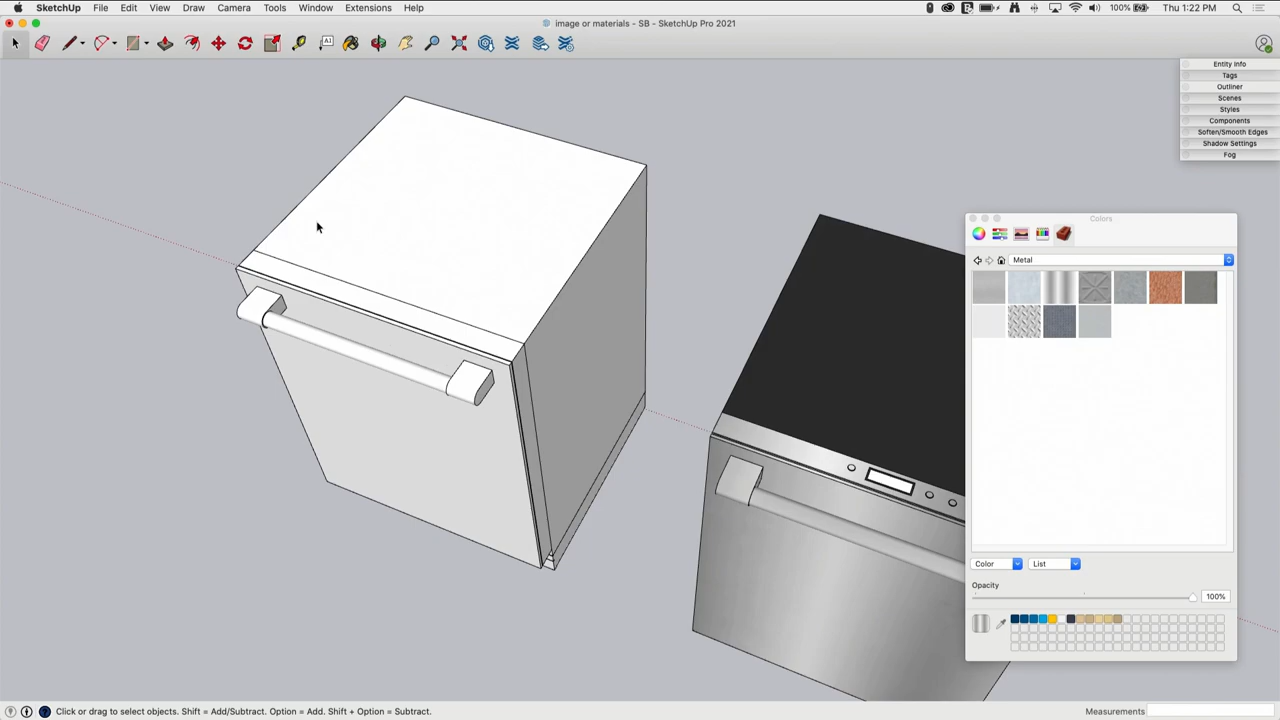 SketchUp File Edit View Draw Camera Tools Window Extensions Help 100% Thu 1:22 PM
image or materials - SB - SketchUp Pro 2021
A1
Entity Info
Tags
Outliner
Scenes
Styles
Components
Soften/Smooth Edges
Shadow Settings
Fog
Colors
Metal
Color List
Opacity
100%
Click or drag to select objects. Shift = Add/Subtract. Option = Add. Shift + Option = Subtract. Measurements